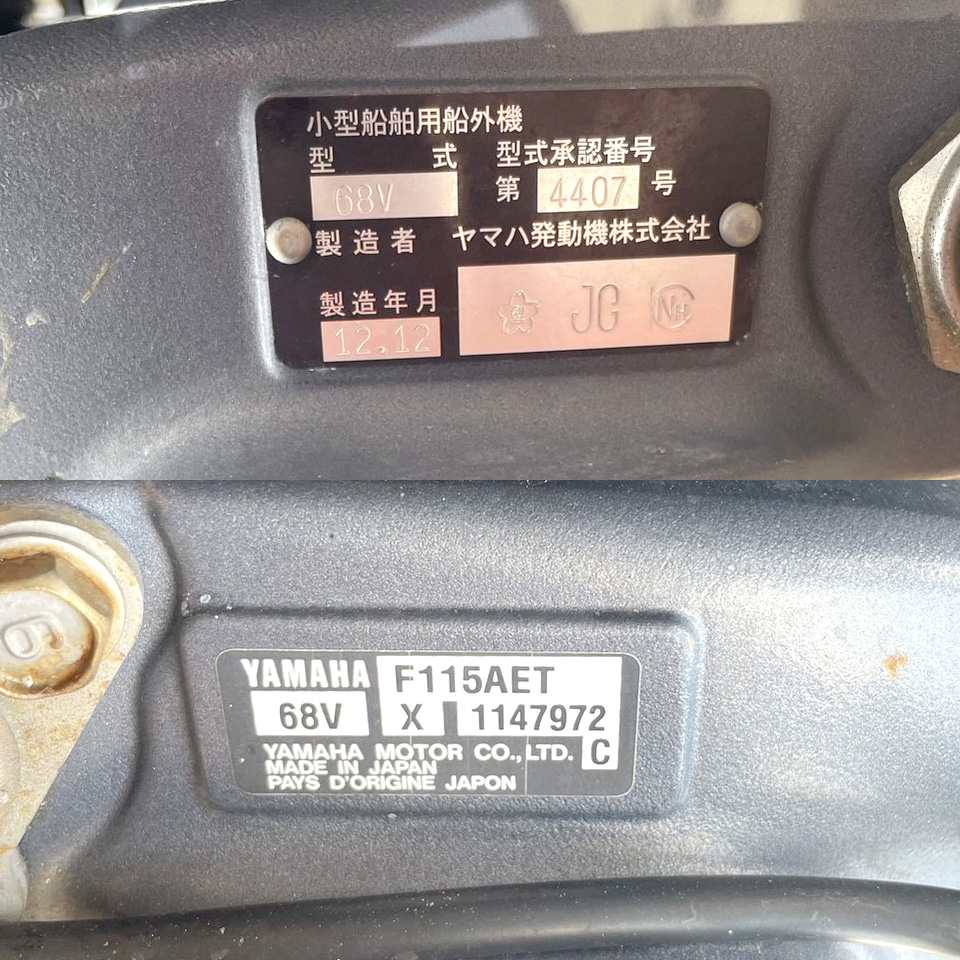 小型船舶用船外機
型式 型式承認番号
68V 第 4407 号
製造者 ヤマハ発動機株式会社
製造年月
12.12 JG NH
YAMAHA F115AET
68V X 1147972
YAMAHA MOTOR CO.,LTD. C
MADE IN JAPAN
PAYS D'ORIGINE JAPON